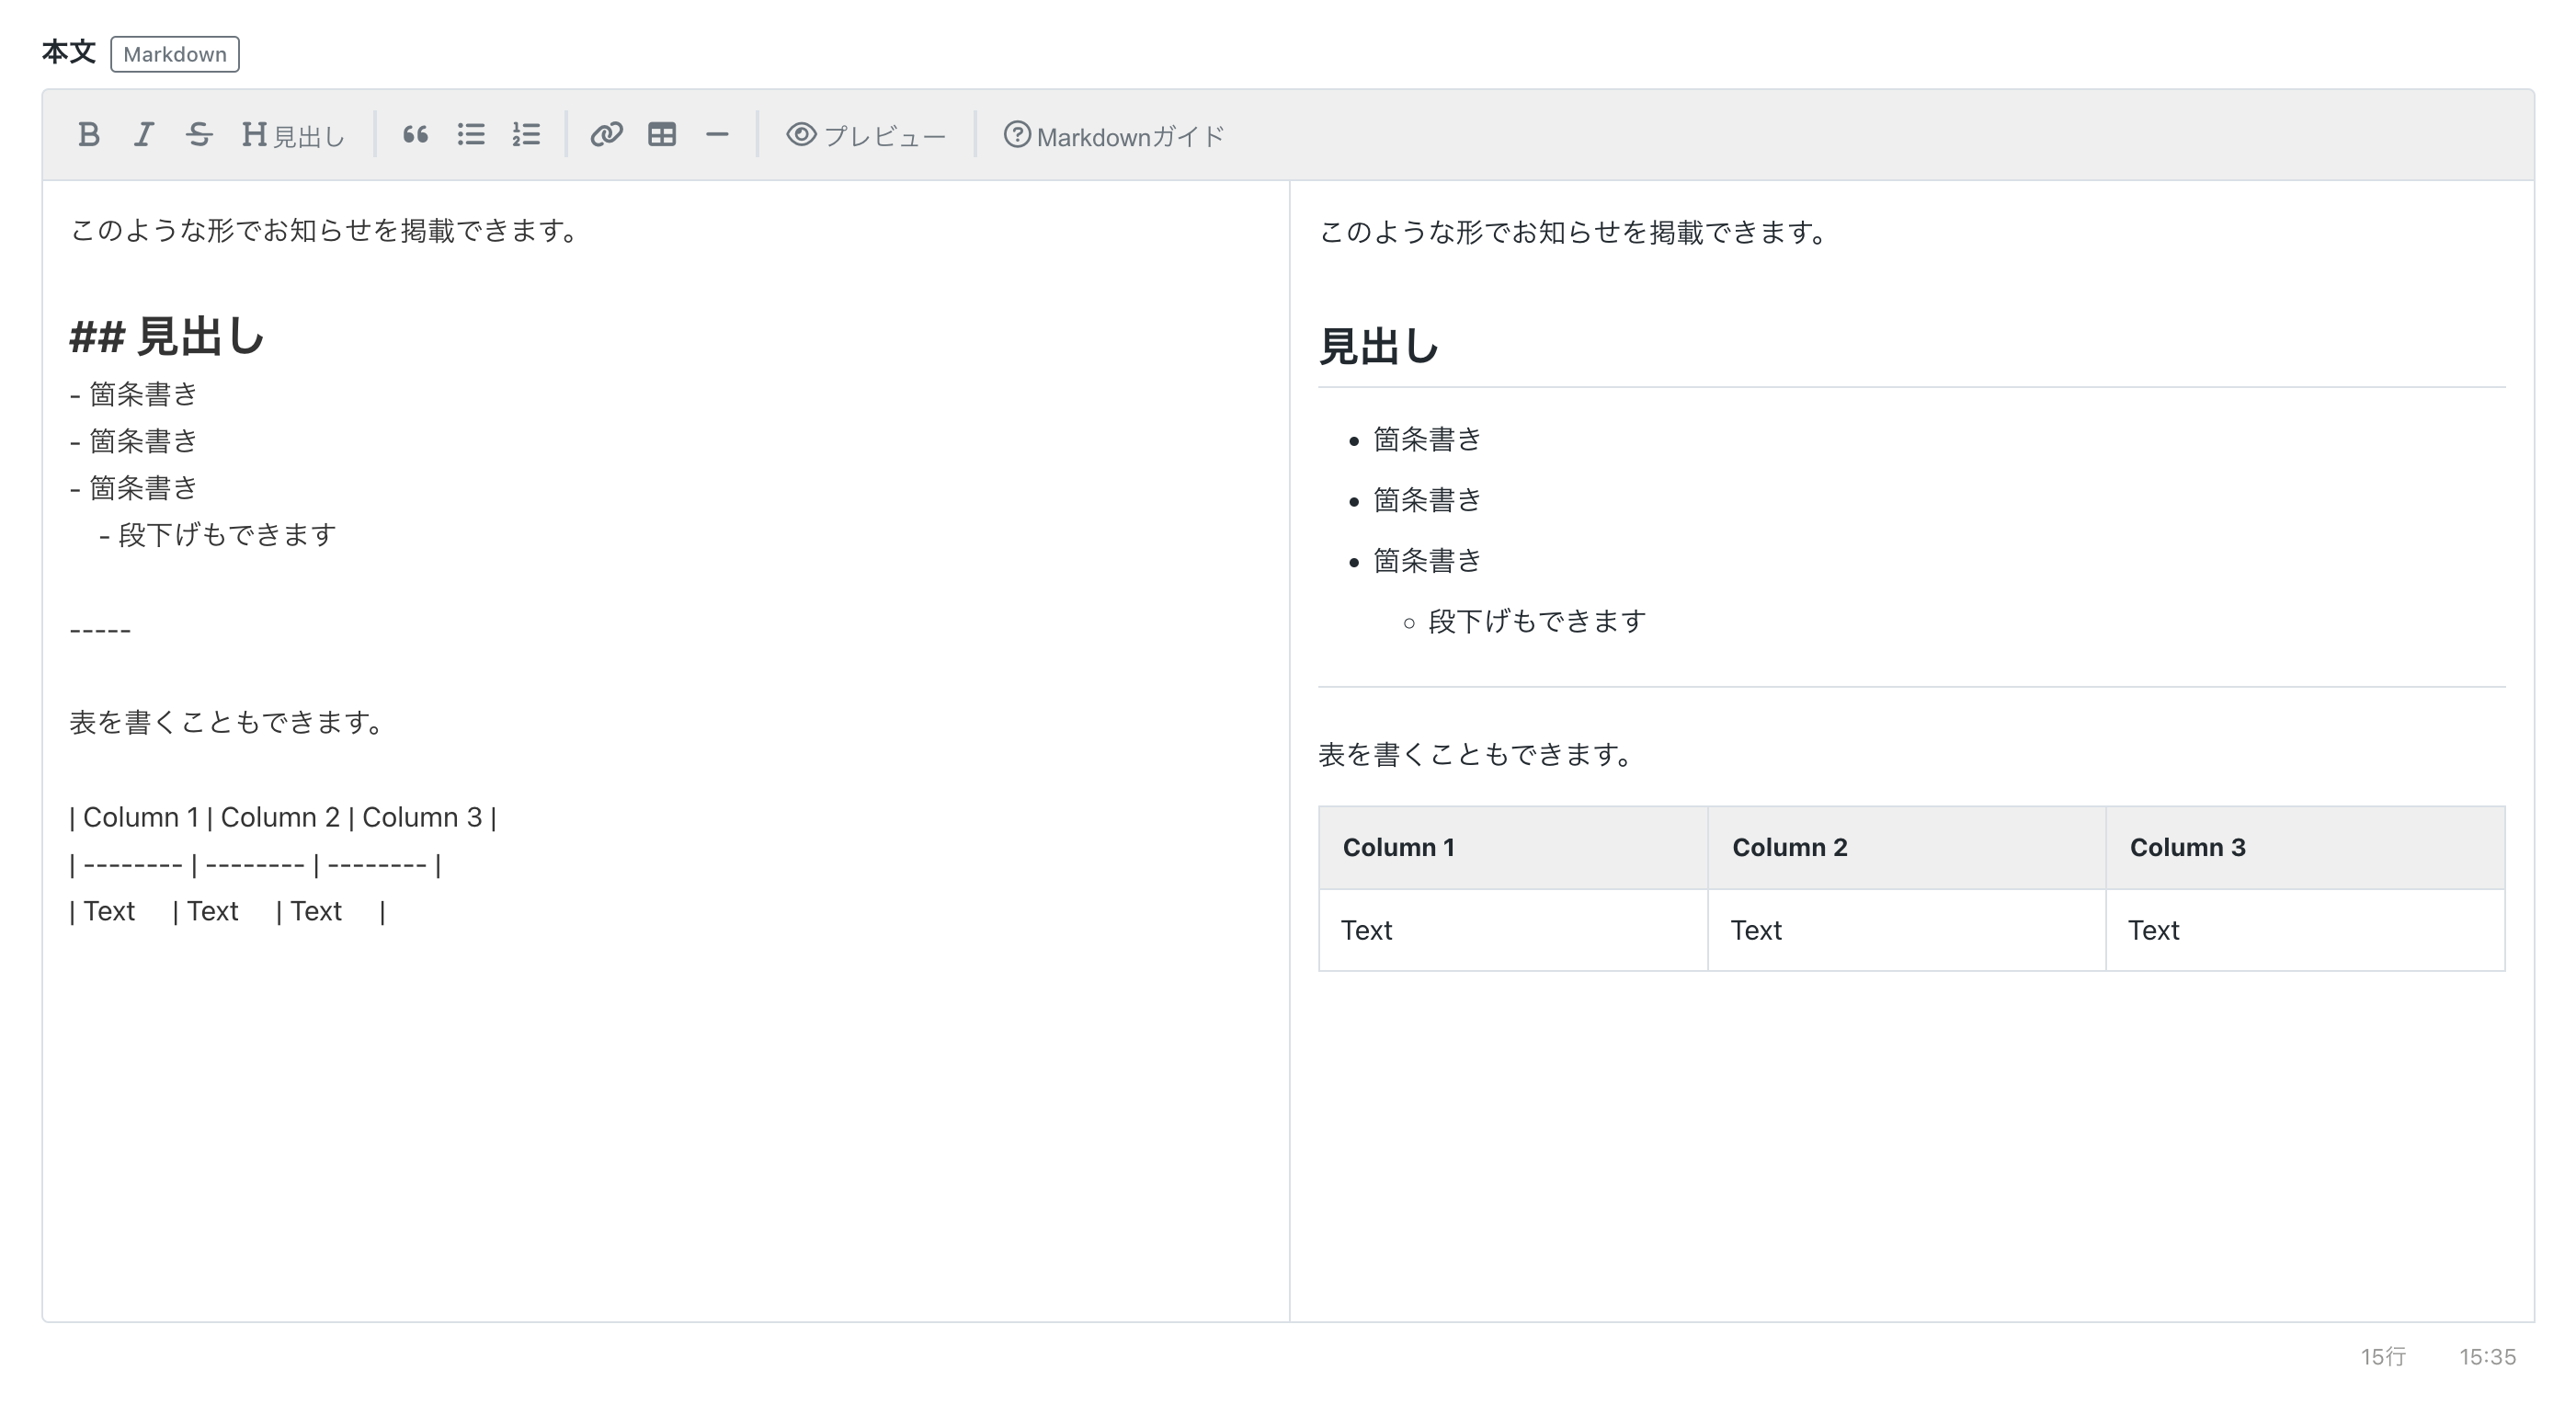 本文 Markdown
B I S H 見出し プレビュー Markdownガイド
このような形でお知らせを掲載できます。
## 見出し
- 箇条書き
- 箇条書き
- 箇条書き
    - 段下げもできます
-----
表を書くこともできます。
| Column 1 | Column 2 | Column 3 |
| -------- | -------- | -------- |
| Text     | Text     | Text     |
このような形でお知らせを掲載できます。
見出し
• 箇条書き
• 箇条書き
• 箇条書き
◦ 段下げもできます
表を書くこともできます。
Column 1 Column 2 Column 3
Text Text Text
15行 15:35